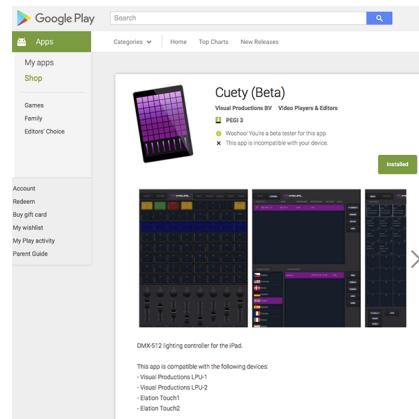 Google Play
Search
Apps
Categories
Home
Top Charts
New Releases
My apps
Shop
Games
Family
Editors' Choice
Account
Redeem
Buy gift card
My wishlist
My Play activity
Parent Guide
Cuety (Beta)
Visual Productions BV Video Players & Editors
PEGI 3
Woohoo! You're a beta tester for this app.
This app is incompatible with your device.
Installed
DMX-512 lighting controller for the iPad.
This app is compatible with the following devices:
- Visual Productions LPU-1
- Visual Productions LPU-2
- Elation Touch1
- Elation Touch2